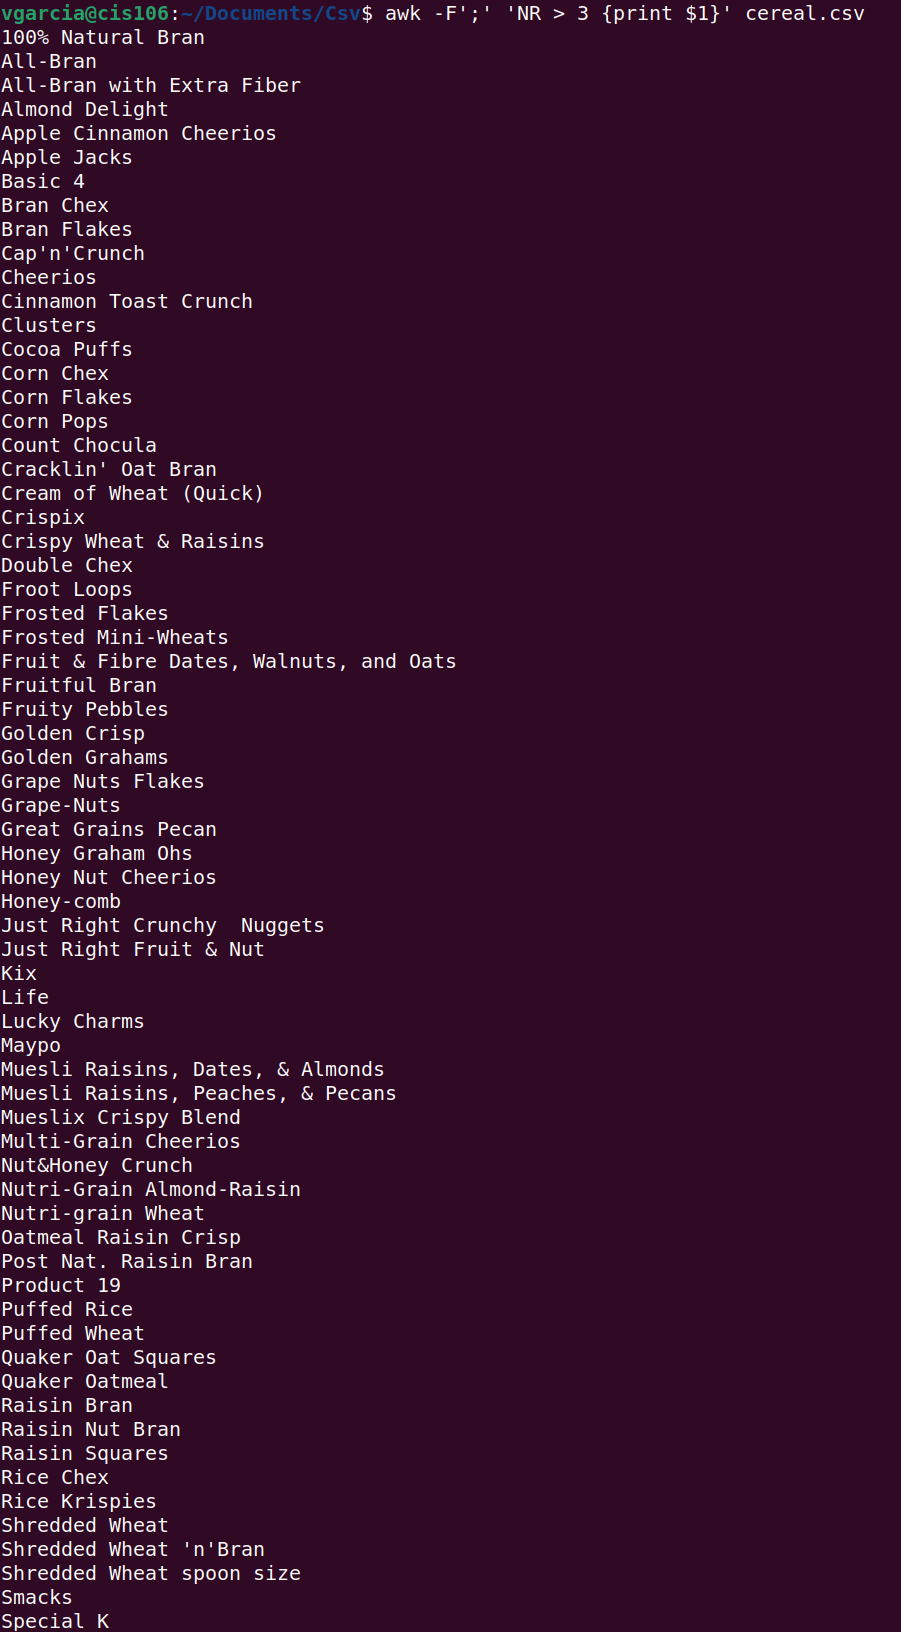 vgarcia@cis106:~/Documents/Csv$ awk -F';' 'NR > 3 {print $1}' cereal.csv
100% Natural Bran
All-Bran
All-Bran with Extra Fiber
Almond Delight
Apple Cinnamon Cheerios
Apple Jacks
Basic 4
Bran Chex
Bran Flakes
Cap'n'Crunch
Cheerios
Cinnamon Toast Crunch
Clusters
Cocoa Puffs
Corn Chex
Corn Flakes
Corn Pops
Count Chocula
Cracklin' Oat Bran
Cream of Wheat (Quick)
Crispix
Crispy Wheat & Raisins
Double Chex
Froot Loops
Frosted Flakes
Frosted Mini-Wheats
Fruit & Fibre Dates, Walnuts, and Oats
Fruitful Bran
Fruity Pebbles
Golden Crisp
Golden Grahams
Grape Nuts Flakes
Grape-Nuts
Great Grains Pecan
Honey Graham Ohs
Honey Nut Cheerios
Honey-comb
Just Right Crunchy  Nuggets
Just Right Fruit & Nut
Kix
Life
Lucky Charms
Maypo
Muesli Raisins, Dates, & Almonds
Muesli Raisins, Peaches, & Pecans
Mueslix Crispy Blend
Multi-Grain Cheerios
Nut&Honey Crunch
Nutri-Grain Almond-Raisin
Nutri-grain Wheat
Oatmeal Raisin Crisp
Post Nat. Raisin Bran
Product 19
Puffed Rice
Puffed Wheat
Quaker Oat Squares
Quaker Oatmeal
Raisin Bran
Raisin Nut Bran
Raisin Squares
Rice Chex
Rice Krispies
Shredded Wheat
Shredded Wheat 'n'Bran
Shredded Wheat spoon size
Smacks
Special K